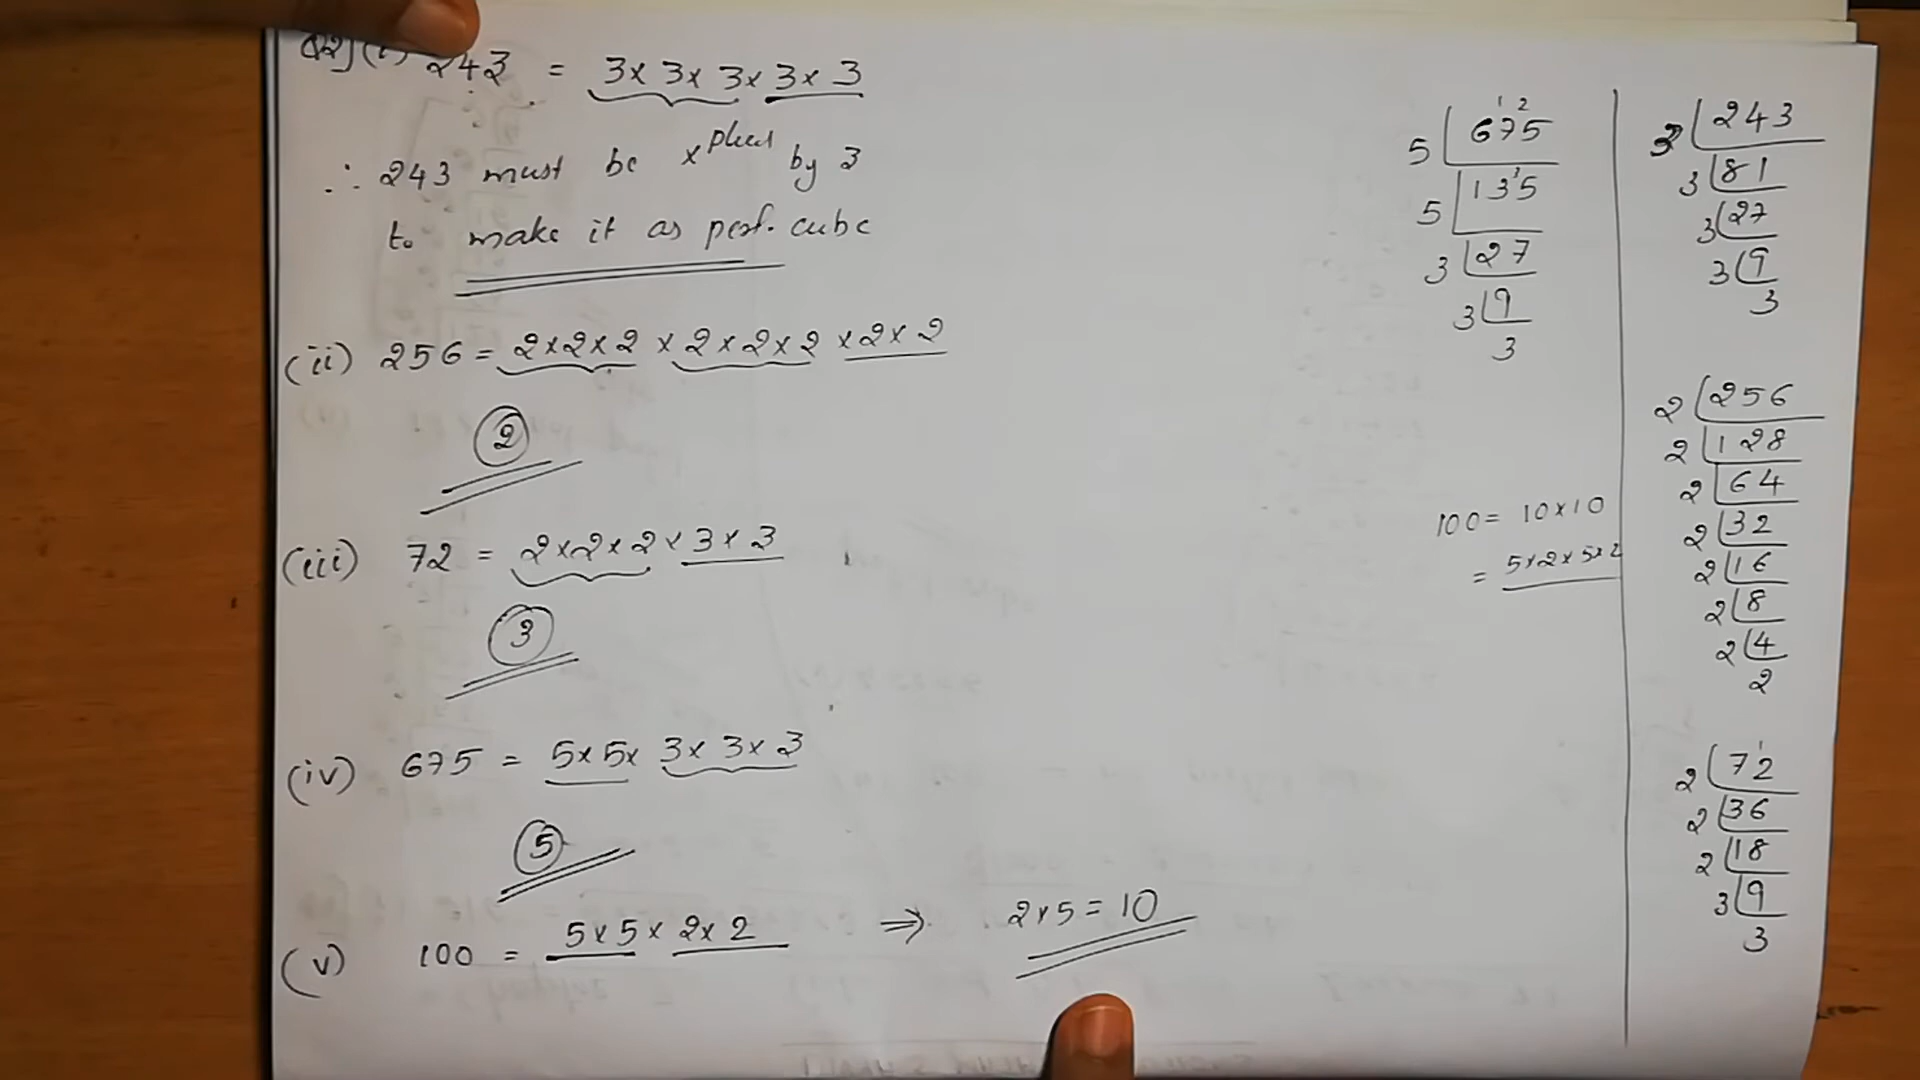 Q2] (i) 243 = 3 x 3 x 3 x 3 x 3
∴ 243 must be x by 3
to make it as perf. cube
(ii) 256 = 2 x 2 x 2 x 2 x 2 x 2 x 2 x 2
2
(iii) 72 = 2 x 2 x 2 x 3 x 3
3
(iv) 675 = 5 x 5 x 3 x 3 x 3
5
(v) 100 = 5 x 5 x 2 x 2 ⇒ 2 x 5 = 10
5 675
5 135
3 27
3 9
3
100 = 10 x 10
= 5 x 2 x 5 x 2
3 243
3 81
3 27
3 9
3
2 256
2 128
2 64
2 32
2 16
2 8
2 4
2
2 72
2 36
2 18
3 9
3